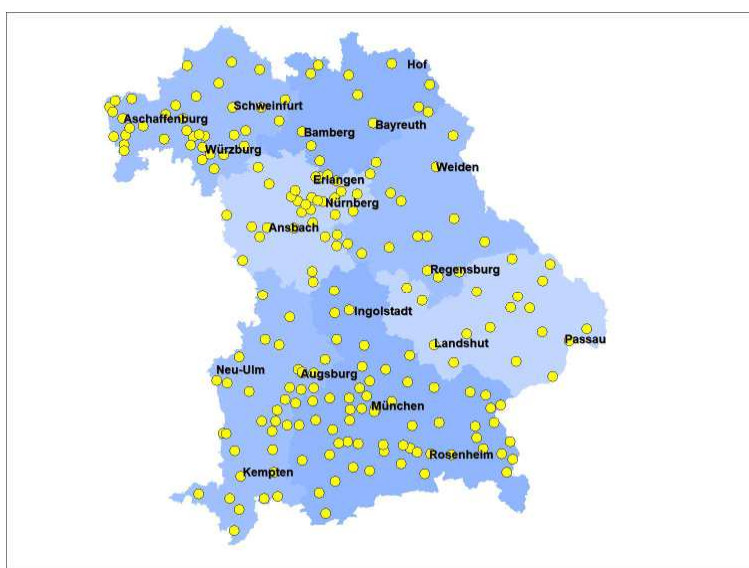 Hof
Schweinfurt
Aschaffenburg
Bayreuth
Bamberg
Würzburg
Weiden
Erlangen
Nürnberg
Ansbach
Regensburg
Ingolstadt
Passau
Landshut
Neu-Ulm
Augsburg
München
Rosenheim
Kempten